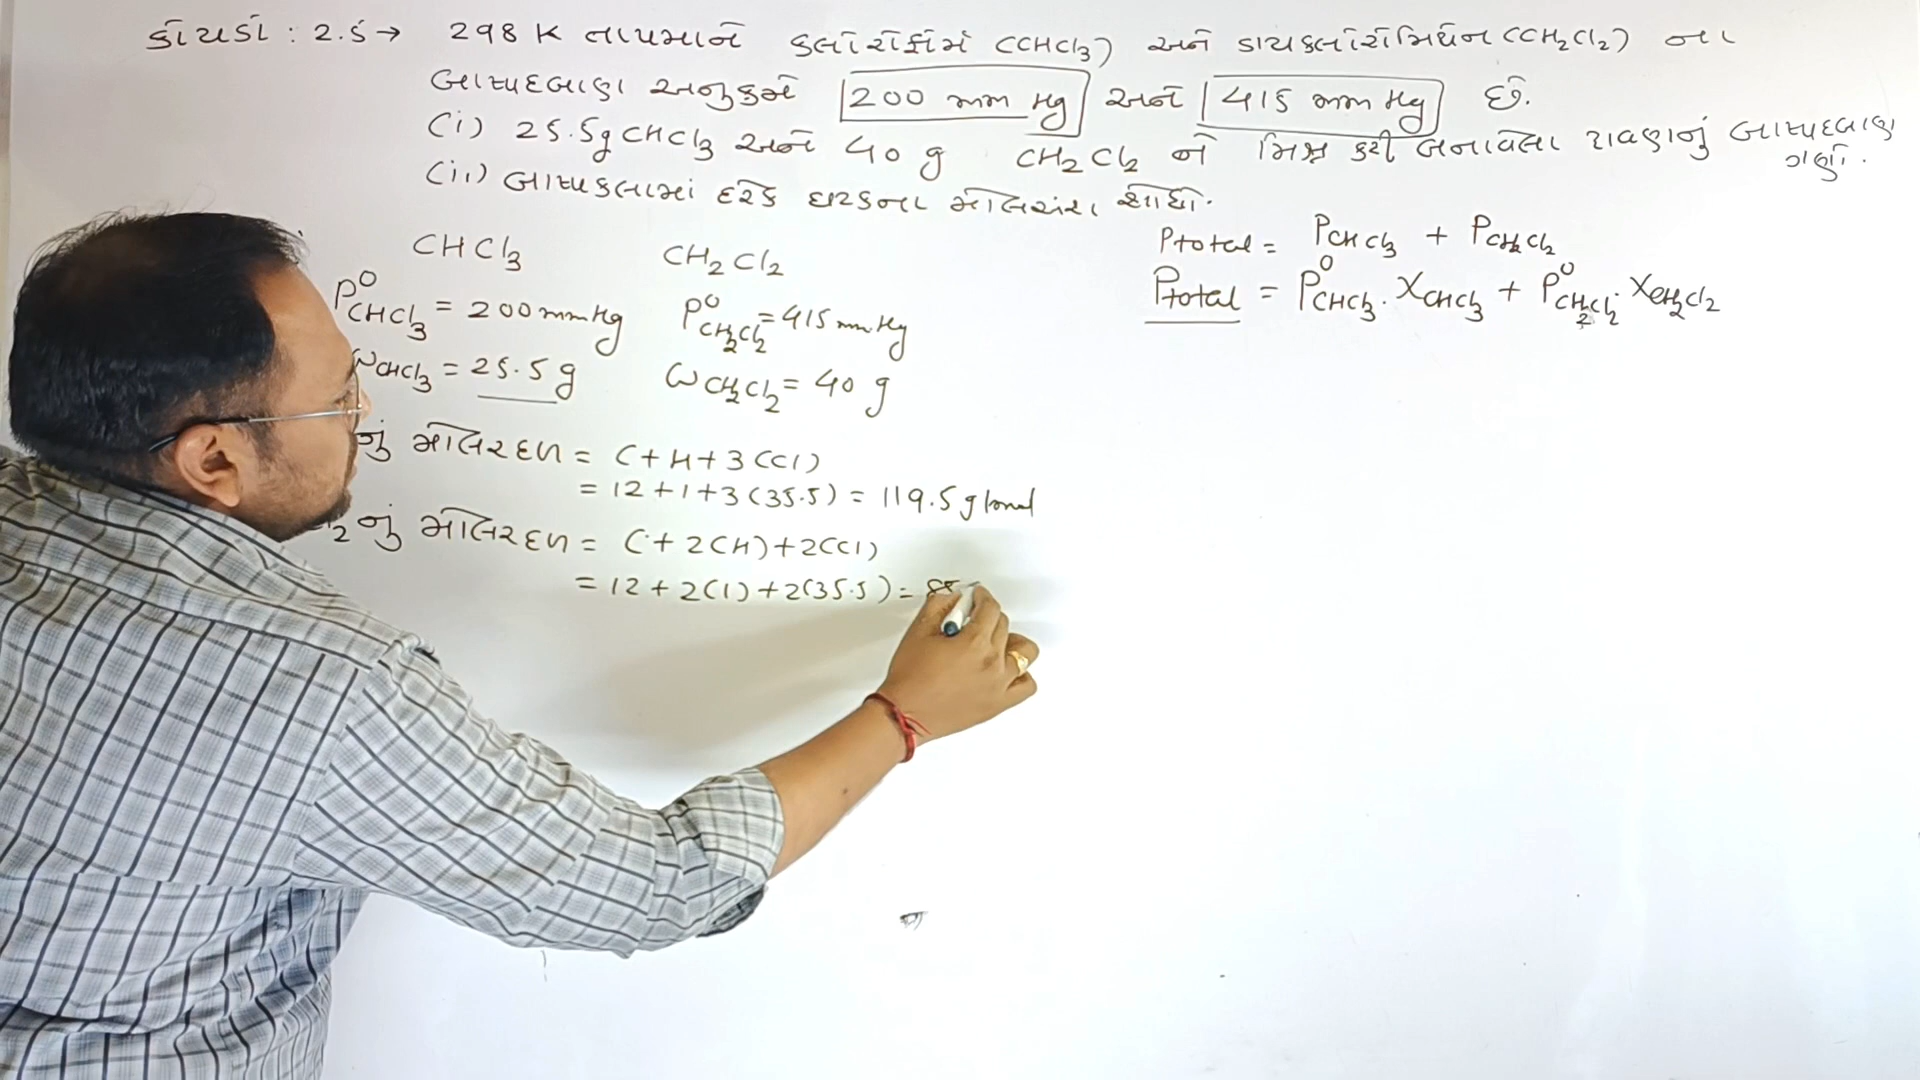 કોયડો : 2.5 → 298 K તાપમાને ક્લોરોફોર્મ (CHCl3) અને ડાયક્લોરોમિથેન (CH2Cl2) ના
બાષ્પદબાણ અનુક્રમે 200 mm Hg અને 415 mm Hg છે.
(i) 25.5g CHCl3 અને 40 g CH2Cl2 ને મિશ્ર કરી બનાવેલા દ્રાવણનું બાષ્પદબાણ
ગણો.
(ii) બાષ્પકલામાં દરેક ઘટકના મોલઅંશ શોધો.
CHCl3 CH2Cl2
P⁰CHCl3 = 200 mm Hg P⁰CH2Cl2 = 415 mm Hg
WCHCl3 = 25.5 g WCH2Cl2 = 40 g
Ptotal = PCHCl3 + PCH2Cl2
Ptotal = P⁰CHCl3 . XCHCl3 + P⁰CH2Cl2 . XCH2Cl2
નું મોલરદળ = C + H + 3(Cl)
= 12 + 1 + 3(35.5) = 119.5 g/mol
2 નું મોલરદળ = C + 2(H) + 2(Cl)
= 12 + 2(1) + 2(35.5) = 85